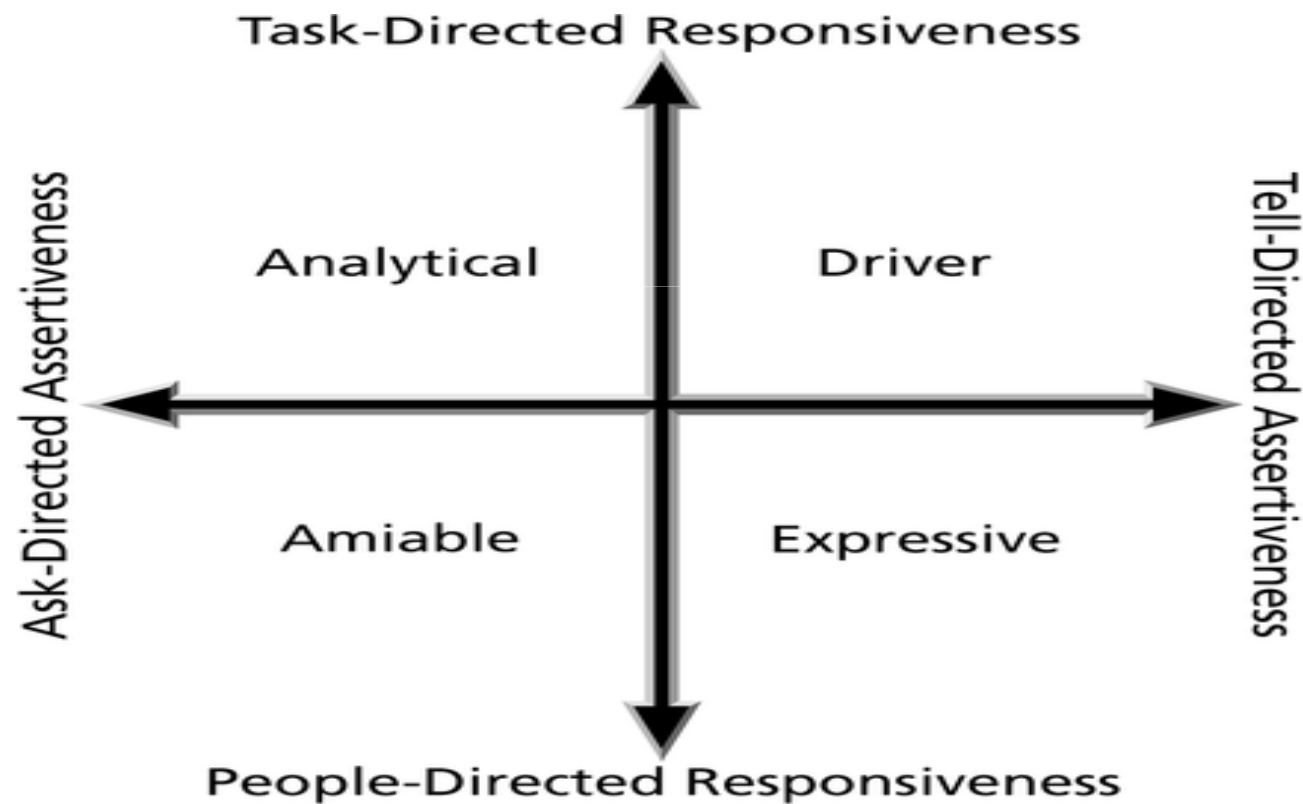 Task-Directed Responsiveness
Ask-Directed Assertiveness
Analytical
Driver
Tell-Directed Assertiveness
Amiable
Expressive
People-Directed Responsiveness